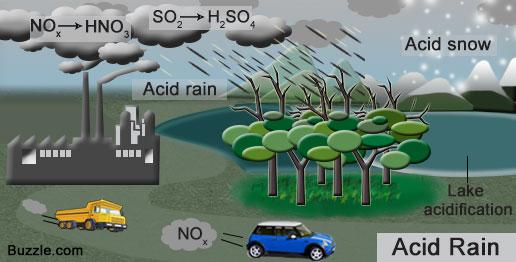 NOₓ→HNO₃
SO₂→H₂SO₄
Acid snow
Acid rain
Lake
acidification
NOₓ
Buzzle.com
Acid Rain